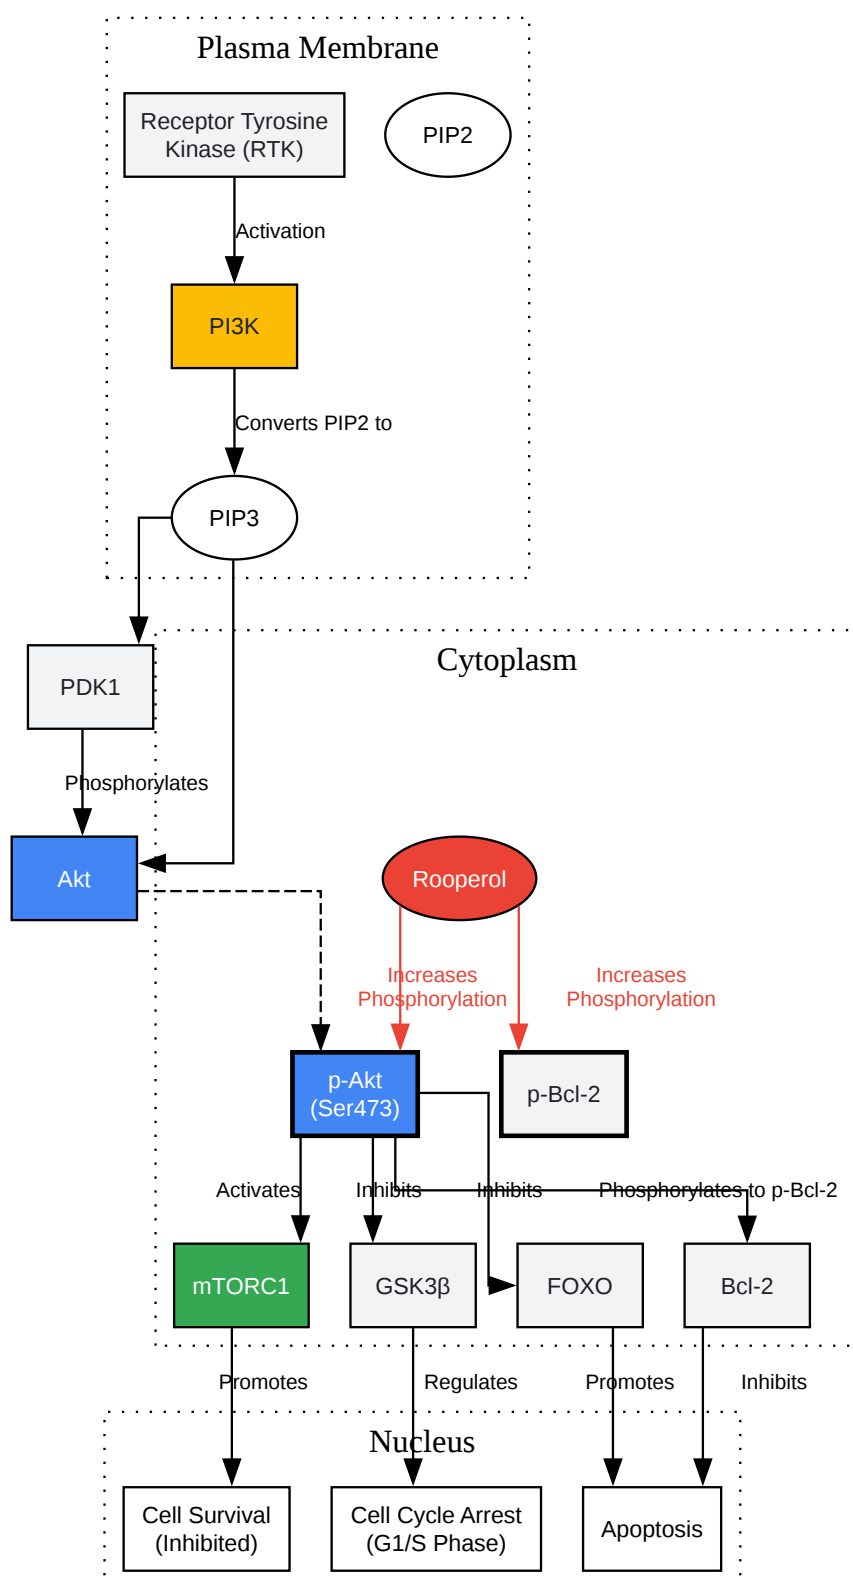 Plasma Membrane
Receptor Tyrosine
Kinase (RTK)
PIP2
Activation
PI3K
Converts PIP2 to
PIP3
Cytoplasm
PDK1
Phosphorylates
Akt
Rooperol
Increases
Phosphorylation
Increases
Phosphorylation
p-Akt
(Ser473)
p-Bcl-2
Activates
Inhibits
Inhibits
Phosphorylates to p-Bcl-2
mTORC1
GSK3β
FOXO
Bcl-2
Promotes
Regulates
Promotes
Inhibits
Nucleus
Cell Survival
(Inhibited)
Cell Cycle Arrest
(G1/S Phase)
Apoptosis